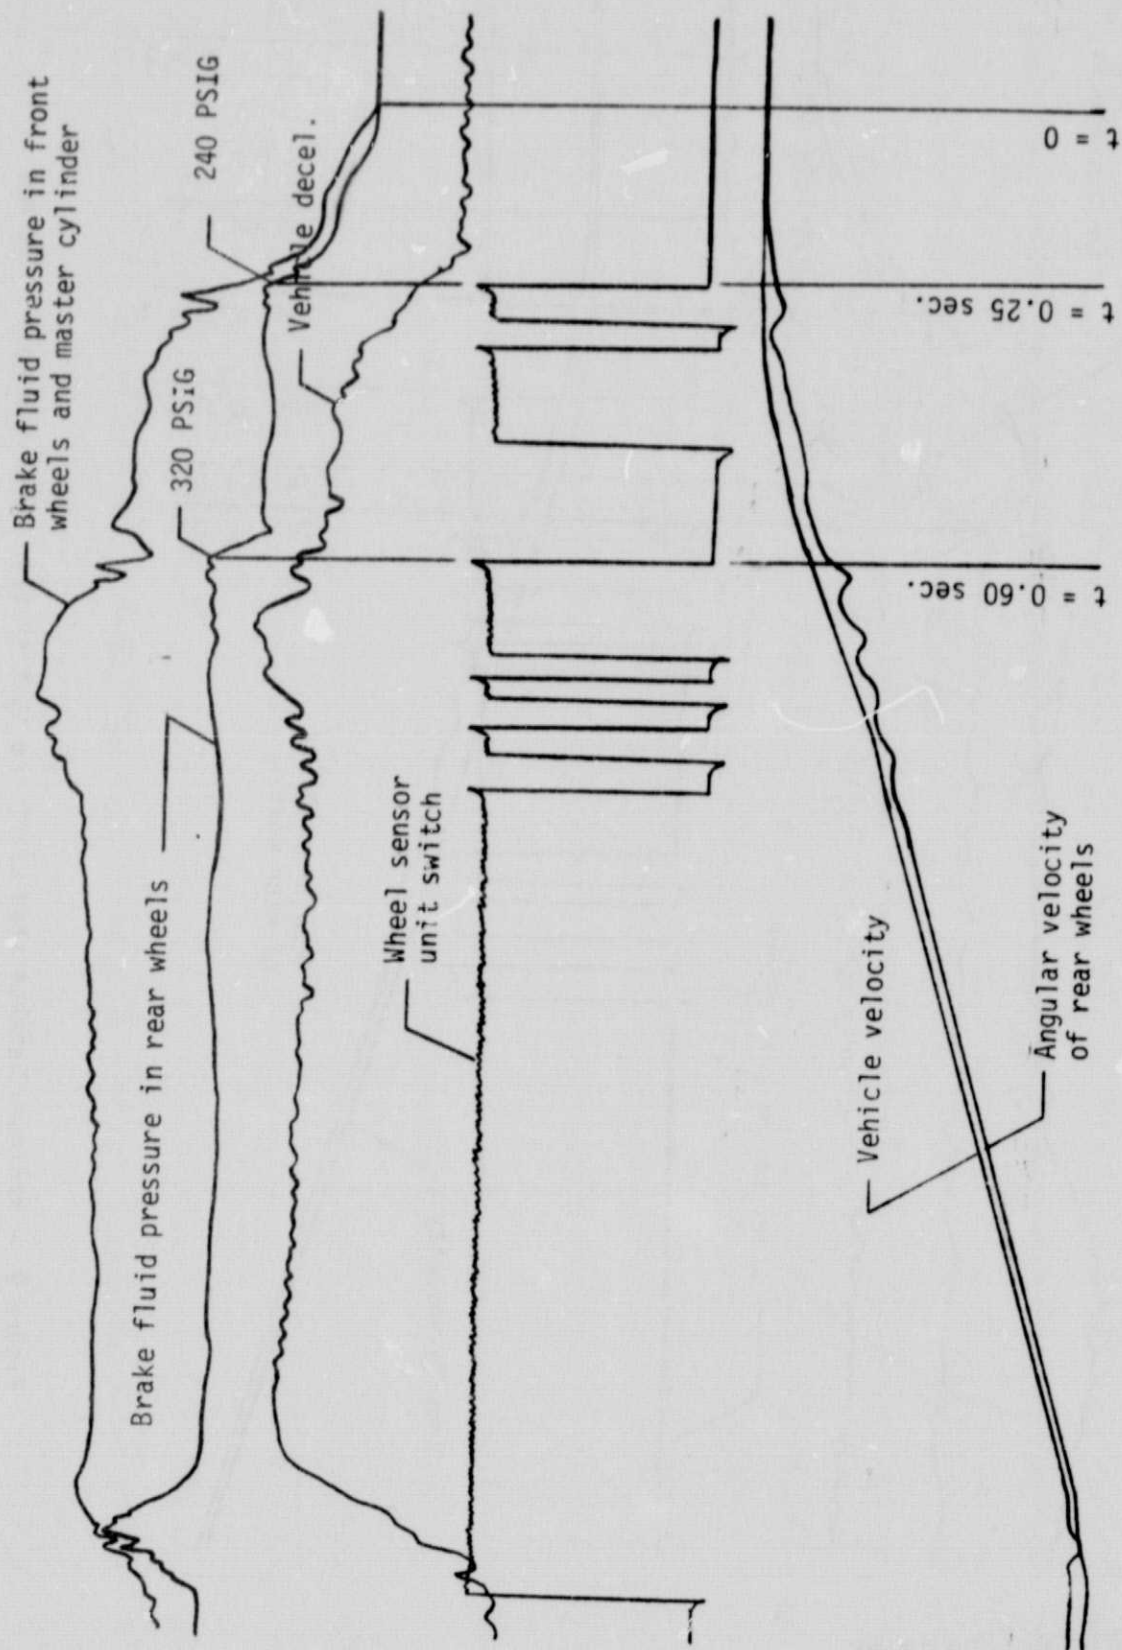 Brake fluid pressure in front
wheels and master cylinder
240 PSIG
320 PSIG
Vehicle decel.
Brake fluid pressure in rear wheels
Wheel sensor
unit switch
Vehicle velocity
Angular velocity
of rear wheels
t = 0
t = 0.25 sec.
t = 0.60 sec.